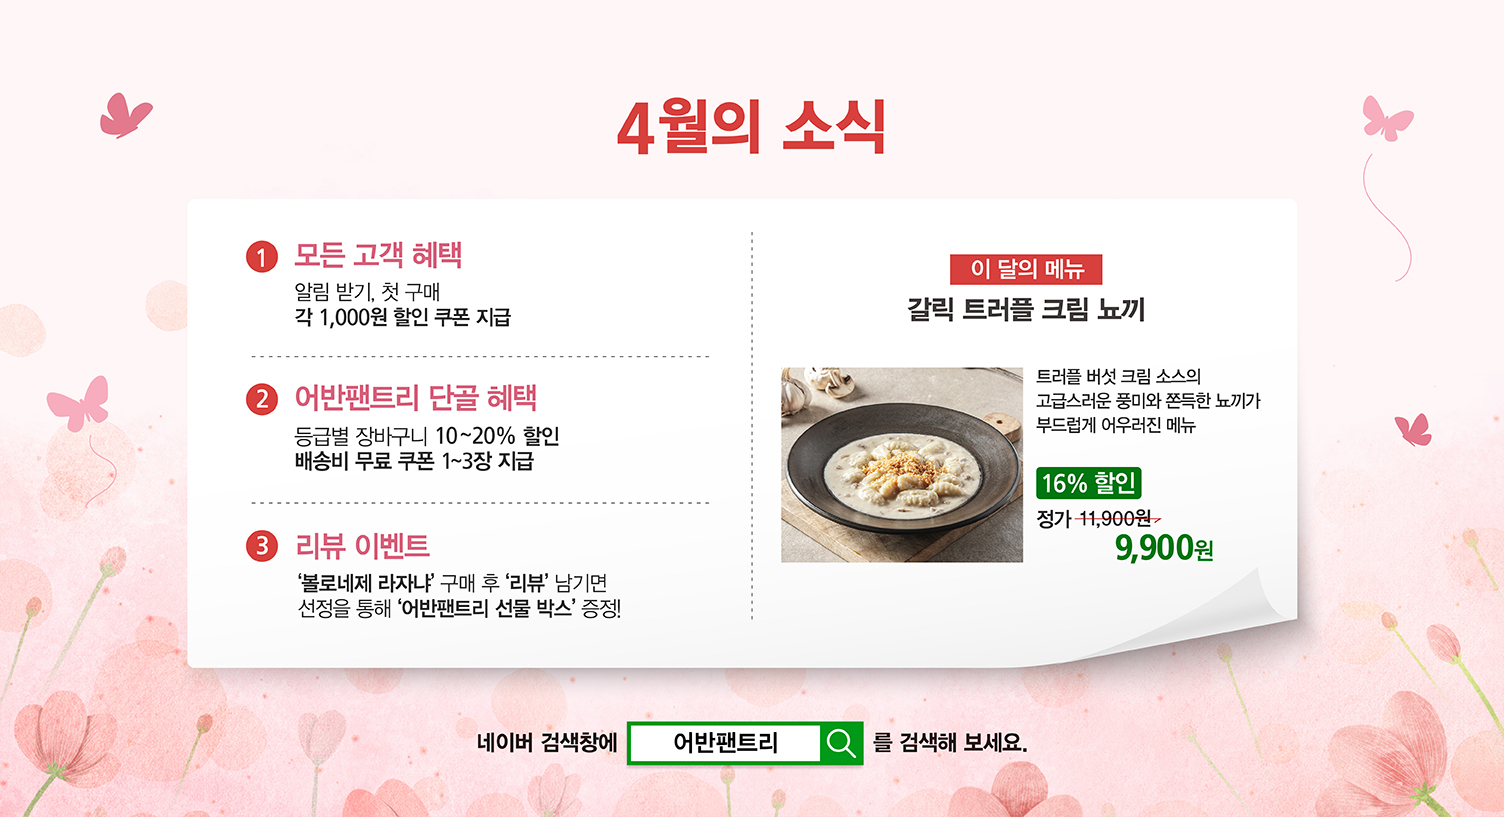 4월의 소식
1 모든 고객 혜택
알림 받기, 첫 구매
각 1,000원 할인 쿠폰 지급
2 어반팬트리 단골 혜택
등급별 장바구니 10~20% 할인
배송비 무료 쿠폰 1~3장 지급
3 리뷰 이벤트
‘볼로네제 라자냐’ 구매 후 ‘리뷰’ 남기면
선정을 통해 ‘어반팬트리 선물 박스’ 증정!
이 달의 메뉴
갈릭 트러플 크림 뇨끼
트러플 버섯 크림 소스의
고급스러운 풍미와 쫀득한 뇨끼가
부드럽게 어우러진 메뉴
16% 할인
정가 11,900원
9,900원
네이버 검색창에 어반팬트리 를 검색해 보세요.